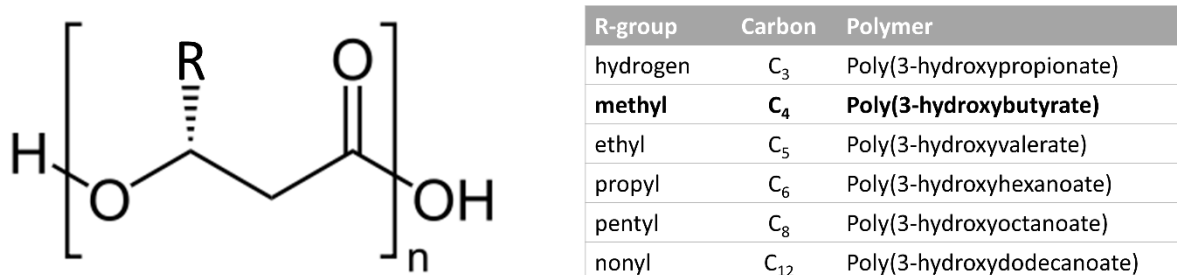 R
O
H
O
OH
n
R-group Carbon Polymer
hydrogen C₃ Poly(3-hydroxypropionate)
methyl C₄ Poly(3-hydroxybutyrate)
ethyl C₅ Poly(3-hydroxyvalerate)
propyl C₆ Poly(3-hydroxyhexanoate)
pentyl C₈ Poly(3-hydroxyoctanoate)
nonyl C₁₂ Poly(3-hydroxydodecanoate)